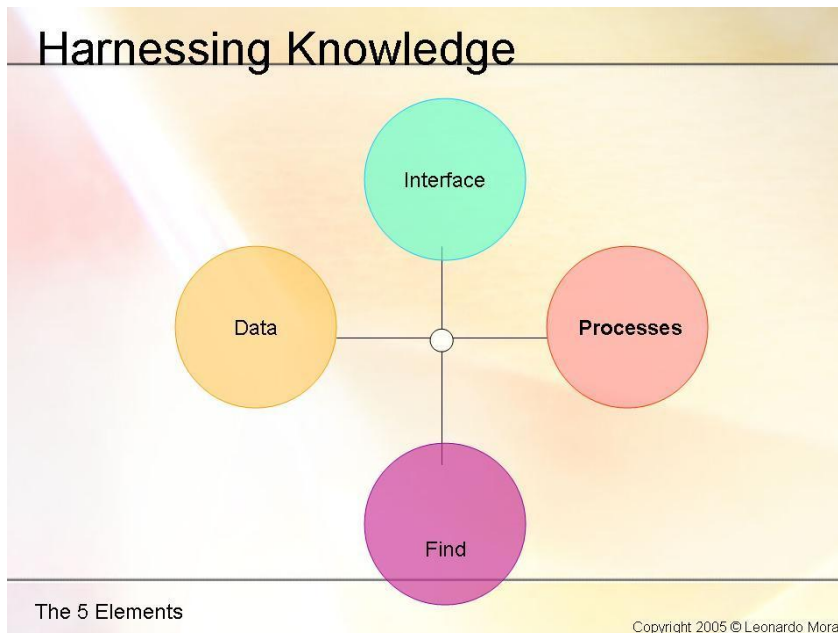 Harnessing Knowledge
Interface
Data
Processes
Find
The 5 Elements
Copyright 2005 © Leonardo Mora